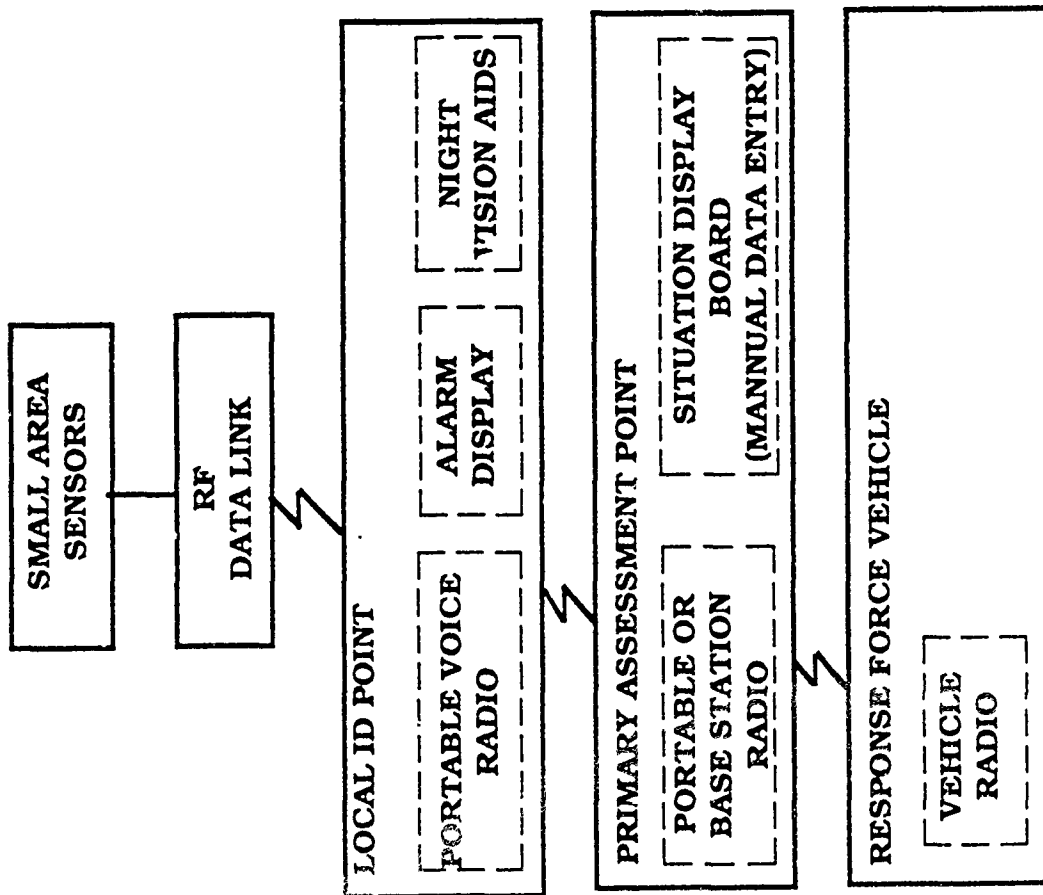 SMALL AREA
SENSORS
RF
DATA LINK
LOCAL ID POINT
PORTABLE VOICE
RADIO
ALARM
DISPLAY
NIGHT
VISION AIDS
PRIMARY ASSESSMENT POINT
PORTABLE OR
BASE STATION
RADIO
SITUATION DISPLAY
BOARD
(MANNUAL DATA ENTRY)
RESPONSE FORCE VEHICLE
VEHICLE
RADIO